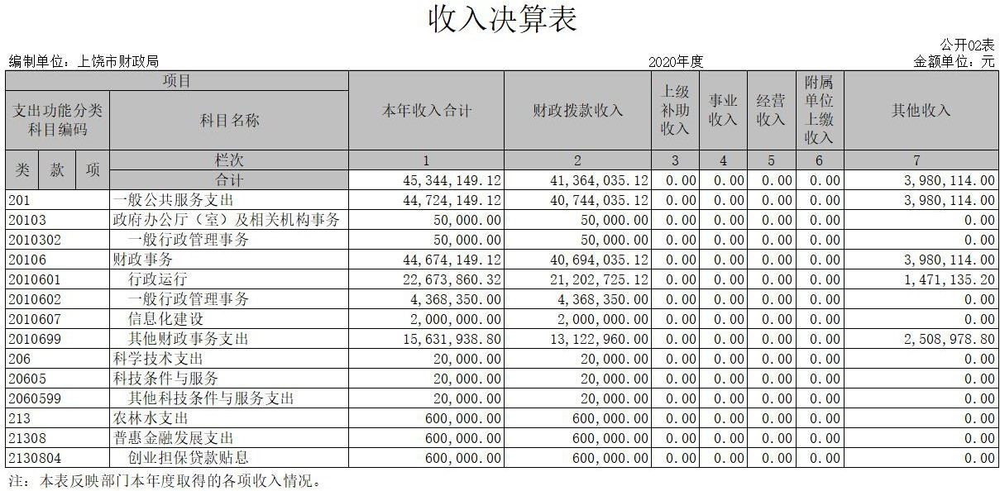 收入决算表
公开02表
编制单位：上饶市财政局 2020年度 金额单位：元
项目 本年收入合计 财政拨款收入 上级补助收入 事业收入 经营收入 附属单位上缴收入 其他收入
支出功能分类科目编码 科目名称
类 款 项 栏次 1 2 3 4 5 6 7
合计 45,344,149.12 41,364,035.12 0.00 0.00 0.00 0.00 3,980,114.00
201 一般公共服务支出 44,724,149.12 40,744,035.12 0.00 0.00 0.00 0.00 3,980,114.00
20103 政府办公厅（室）及相关机构事务 50,000.00 50,000.00 0.00 0.00 0.00 0.00 0.00
2010302 一般行政管理事务 50,000.00 50,000.00 0.00 0.00 0.00 0.00 0.00
20106 财政事务 44,674,149.12 40,694,035.12 0.00 0.00 0.00 0.00 3,980,114.00
2010601 行政运行 22,673,860.32 21,202,725.12 0.00 0.00 0.00 0.00 1,471,135.20
2010602 一般行政管理事务 4,368,350.00 4,368,350.00 0.00 0.00 0.00 0.00 0.00
2010607 信息化建设 2,000,000.00 2,000,000.00 0.00 0.00 0.00 0.00 0.00
2010699 其他财政事务支出 15,631,938.80 13,122,960.00 0.00 0.00 0.00 0.00 2,508,978.80
206 科学技术支出 20,000.00 20,000.00 0.00 0.00 0.00 0.00 0.00
20605 科技条件与服务 20,000.00 20,000.00 0.00 0.00 0.00 0.00 0.00
2060599 其他科技条件与服务支出 20,000.00 20,000.00 0.00 0.00 0.00 0.00 0.00
213 农林水支出 600,000.00 600,000.00 0.00 0.00 0.00 0.00 0.00
21308 普惠金融发展支出 600,000.00 600,000.00 0.00 0.00 0.00 0.00 0.00
2130804 创业担保贷款贴息 600,000.00 600,000.00 0.00 0.00 0.00 0.00 0.00
注：本表反映部门本年度取得的各项收入情况。